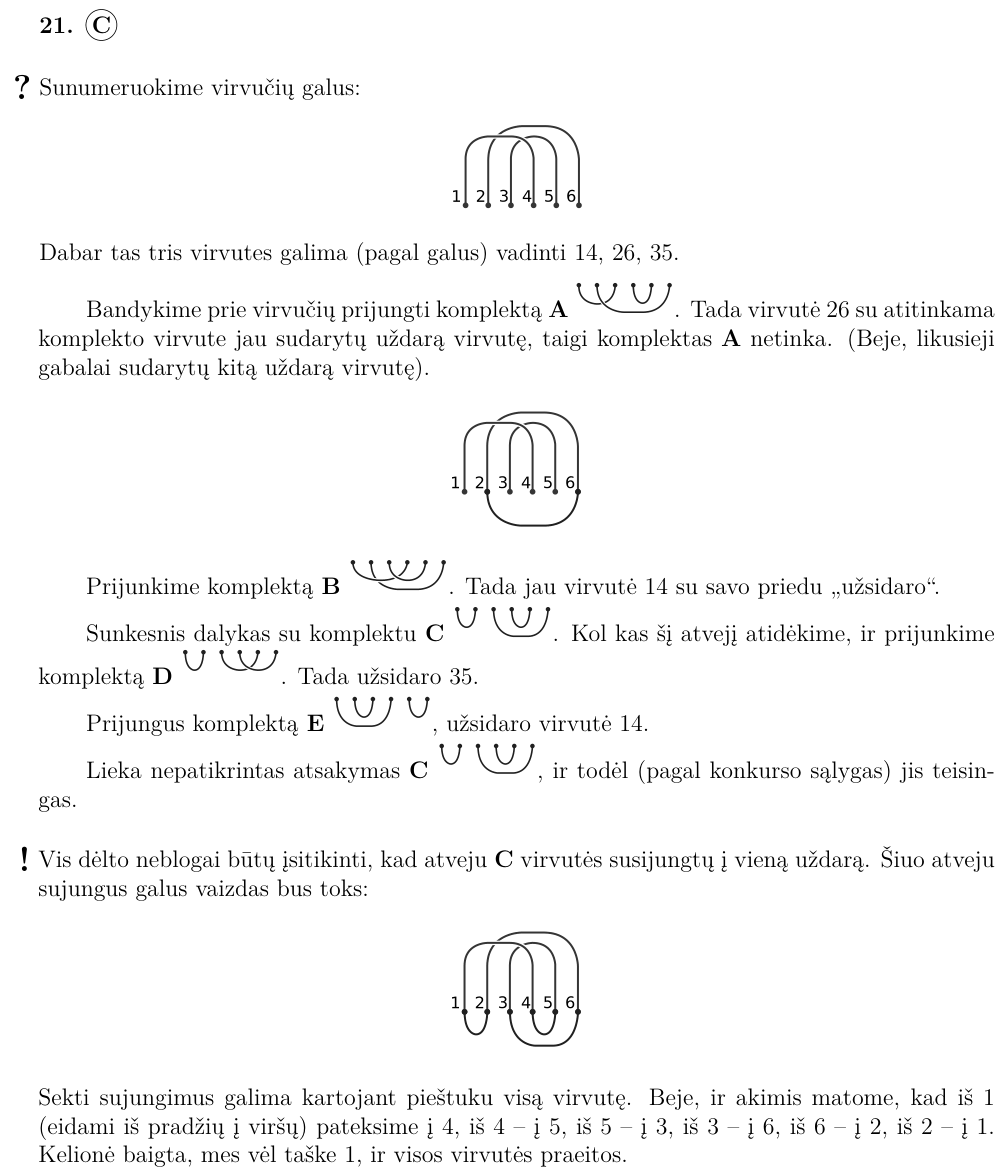 21. C
? Sunumeruokime virvučių galus:
1 2 3 4 5 6
Dabar tas tris virvutes galima (pagal galus) vadinti 14, 26, 35.
Bandykime prie virvučių prijungti komplektą A . Tada virvutė 26 su atitinkama
komplekto virvute jau sudarytų uždarą virvutę, taigi komplektas A netinka. (Beje, likusieji
gabalai sudarytų kitą uždarą virvutę).
1 2 3 4 5 6
Prijunkime komplektą B . Tada jau virvutė 14 su savo priedu „užsidaro“.
Sunkesnis dalykas su komplektu C . Kol kas šį atvejį atidėkime, ir prijunkime
komplektą D . Tada užsidaro 35.
Prijungus komplektą E , užsidaro virvutė 14.
Lieka nepatikrintas atsakymas C , ir todėl (pagal konkurso sąlygas) jis teisin-
gas.
! Vis dėlto neblogai būtų įsitikinti, kad atveju C virvutės susijungtų į vieną uždarą. Šiuo atveju
sujungus galus vaizdas bus toks:
1 2 3 4 5 6
Sekti sujungimus galima kartojant pieštuku visą virvutę. Beje, ir akimis matome, kad iš 1
(eidami iš pradžių į viršų) pateksime į 4, iš 4 – į 5, iš 5 – į 3, iš 3 – į 6, iš 6 – į 2, iš 2 – į 1.
Kelionė baigta, mes vėl taške 1, ir visos virvutės praeitos.